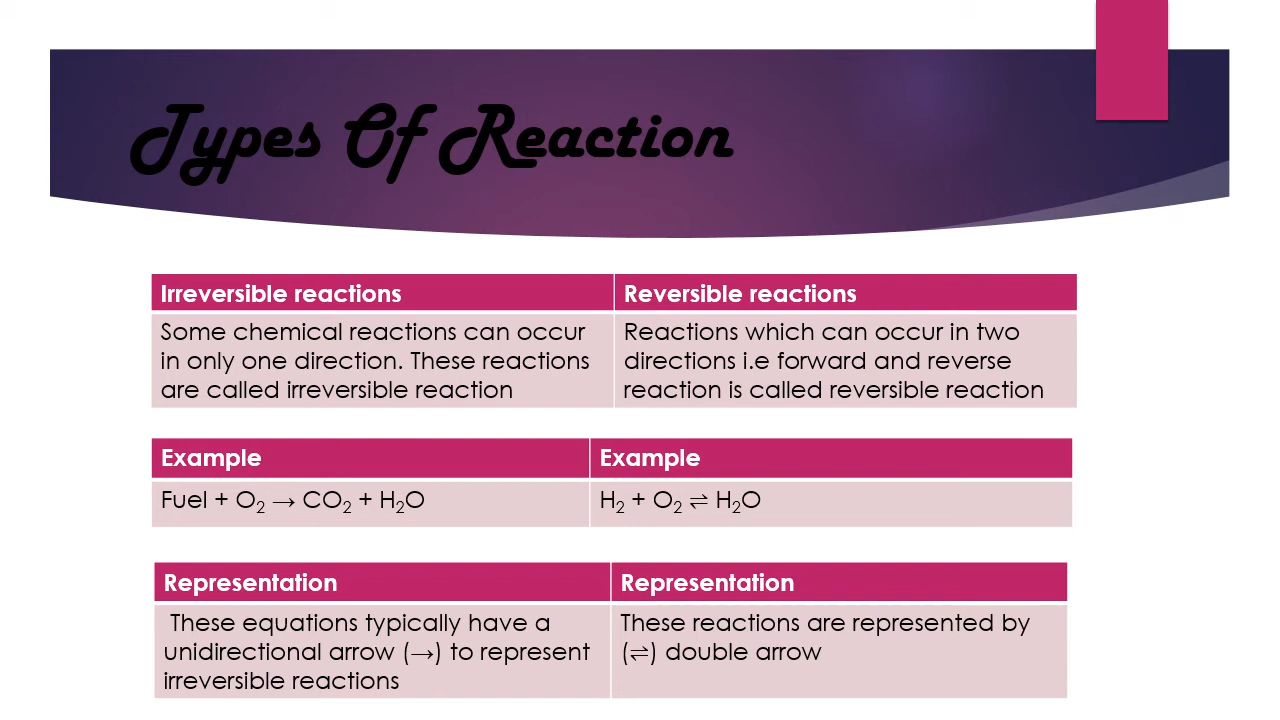 Types Of Reaction
Irreversible reactions
Some chemical reactions can occur
in only one direction. These reactions
are called irreversible reaction
Reversible reactions
Reactions which can occur in two
directions i.e forward and reverse
reaction is called reversible reaction
Example
Fuel + O₂ → CO₂ + H₂O
Example
H₂ + O₂ ⇌ H₂O
Representation
These equations typically have a
unidirectional arrow (→) to represent
irreversible reactions
Representation
These reactions are represented by
(⇌) double arrow